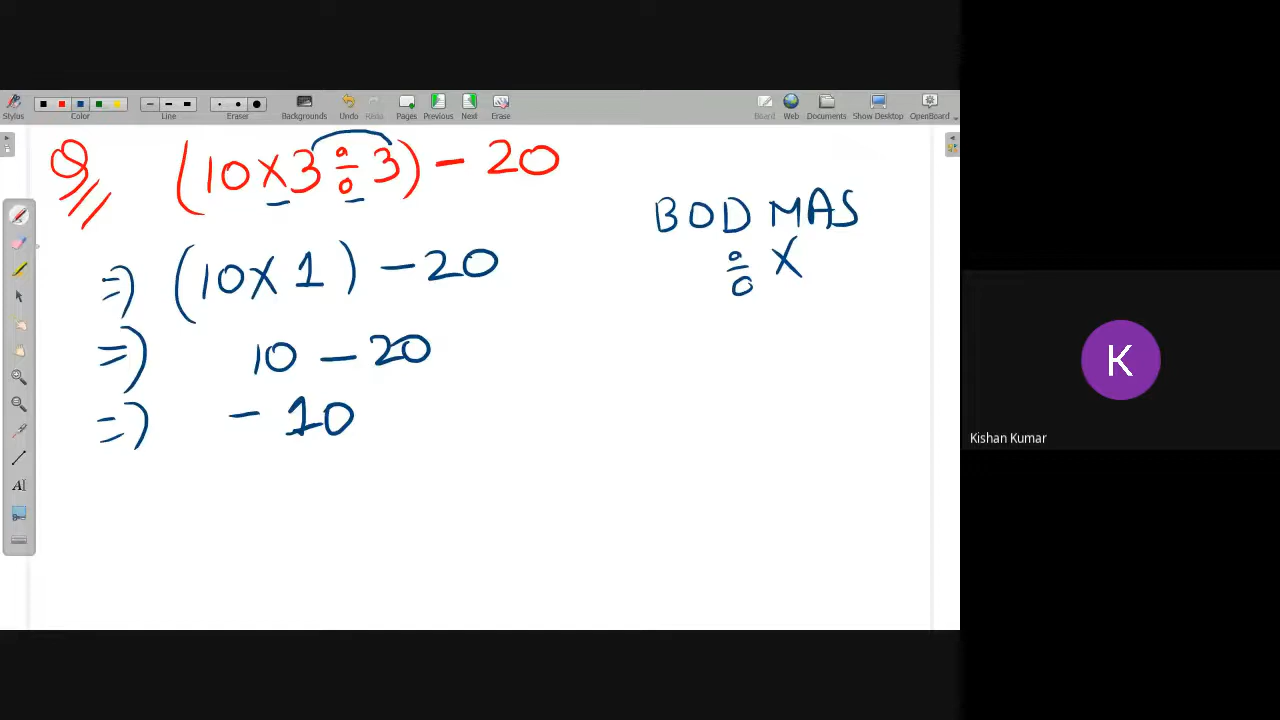 Styles
Color
Line
Eraser
Backgrounds
Undo
Redo
Pages
Previous
Next
Erase
Board
Web
Documents
Show Desktop
OpenBoard
Q (10 × 3 ÷ 3) - 20
BODMAS
÷ ×
⇒ (10 × 1) - 20
⇒ 10 - 20
⇒ - 10
K
Kishan Kumar